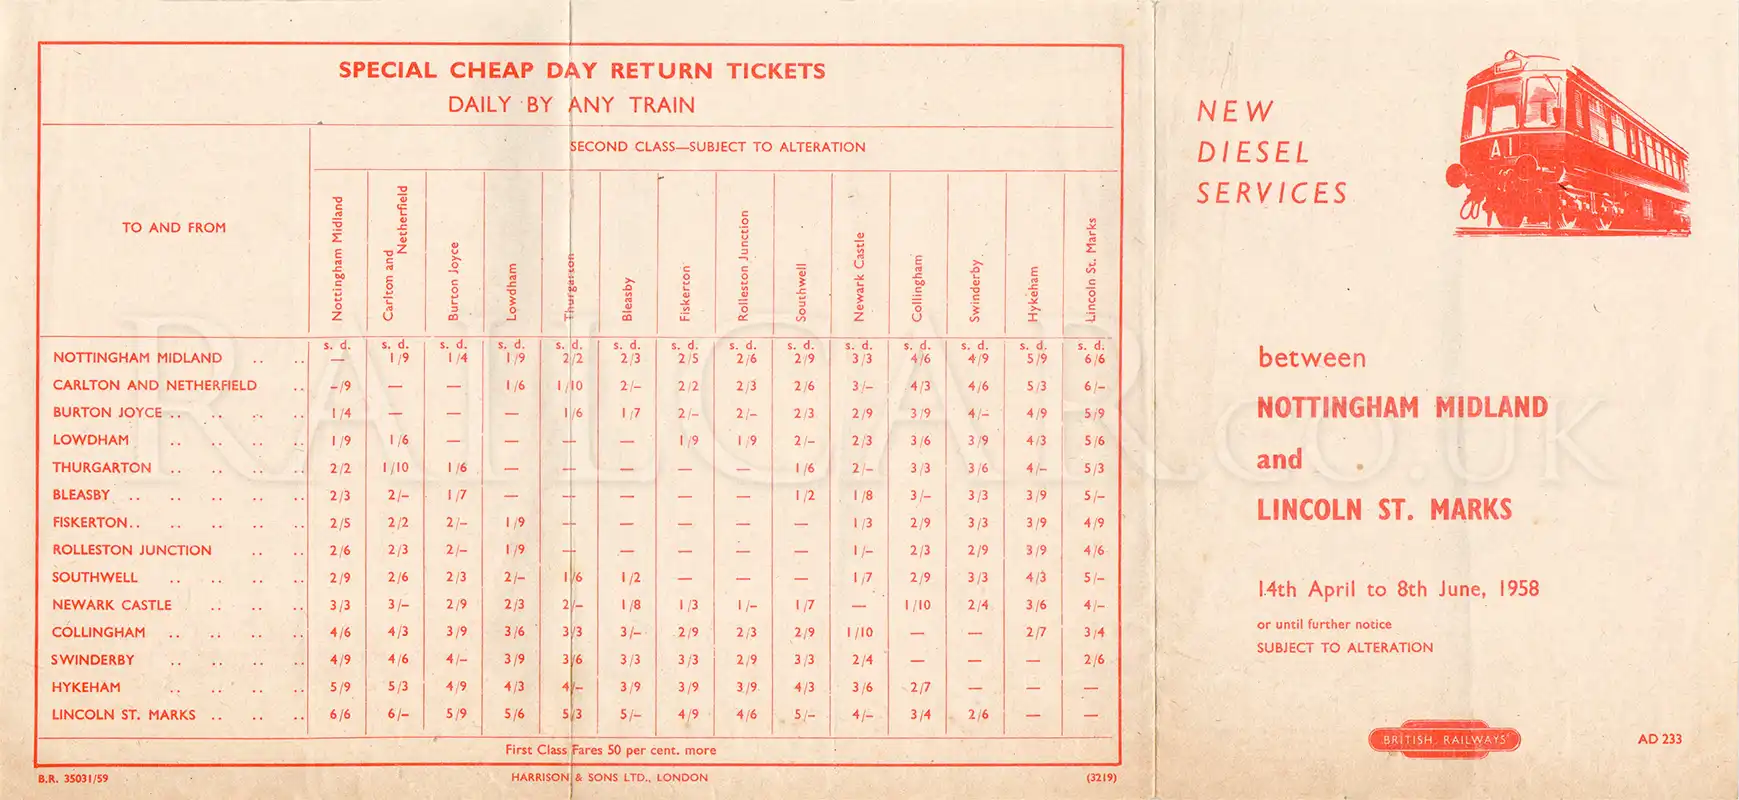 SPECIAL CHEAP DAY RETURN TICKETS
DAILY BY ANY TRAIN
SECOND CLASS—SUBJECT TO ALTERATION
TO AND FROM
Nottingham Midland
Carlton and Netherfield
Burton Joyce
Lowdham
Thurgarton
Bleasby
Fiskerton
Rolleston Junction
Southwell
Newark Castle
Collingham
Swinderby
Hykeham
Lincoln St. Marks
s. d. s. d. s. d. s. d. s. d. s. d. s. d. s. d. s. d. s. d. s. d. s. d. s. d. s. d.
NOTTINGHAM MIDLAND .. .. — 1/9 1/4 1/9 2/2 2/3 2/5 2/6 2/9 3/3 4/6 4/9 5/9 6/6
CARLTON AND NETHERFIELD .. -/9 — — 1/6 1/10 2/- 2/2 2/3 2/6 3/- 4/3 4/6 5/3 6/-
BURTON JOYCE .. .. .. .. 1/4 — — — 1/6 1/7 2/- 2/- 2/3 2/9 3/9 4/- 4/9 5/9
LOWDHAM .. .. .. .. 1/9 1/6 — — — — 1/9 1/9 2/- 2/3 3/6 3/9 4/3 5/6
THURGARTON .. .. .. .. 2/2 1/10 1/6 — — — — — 1/6 2/- 3/3 3/6 4/- 5/3
BLEASBY .. .. .. .. .. 2/3 2/- 1/7 — — — — — 1/2 1/8 3/- 3/3 3/9 5/-
FISKERTON .. .. .. .. .. 2/5 2/2 2/- 1/9 — — — — — 1/3 2/9 3/3 3/9 4/9
ROLLESTON JUNCTION .. .. 2/6 2/3 2/- 1/9 — — — — — 1/- 2/3 2/9 3/9 4/6
SOUTHWELL .. .. .. .. 2/9 2/6 2/3 2/- 1/6 1/2 — — — 1/7 2/9 3/3 4/3 5/-
NEWARK CASTLE .. .. .. 3/3 3/- 2/9 2/3 2/- 1/8 1/3 1/- 1/7 — 1/10 2/4 3/6 4/-
COLLINGHAM .. .. .. .. 4/6 4/3 3/9 3/6 3/3 3/- 2/9 2/3 2/9 1/10 — — 2/7 3/4
SWINDERBY .. .. .. .. 4/9 4/6 4/- 3/9 3/6 3/3 3/3 2/9 3/3 2/4 — — — 2/6
HYKEHAM .. .. .. .. 5/9 5/3 4/9 4/3 4/- 3/9 3/9 3/9 4/3 3/6 2/7 — — —
LINCOLN ST. MARKS .. .. .. 6/6 6/- 5/9 5/6 5/3 5/- 4/9 4/6 5/- 4/- 3/4 2/6 — —
First Class Fares 50 per cent. more
B.R. 35031/59
HARRISON & SONS LTD., LONDON
(3219)
NEW
DIESEL
SERVICES
A1
between
NOTTINGHAM MIDLAND
and
LINCOLN ST. MARKS
14th April to 8th June, 1958
or until further notice
SUBJECT TO ALTERATION
BRITISH RAILWAYS
AD 233
RAILCAR.CO.UK